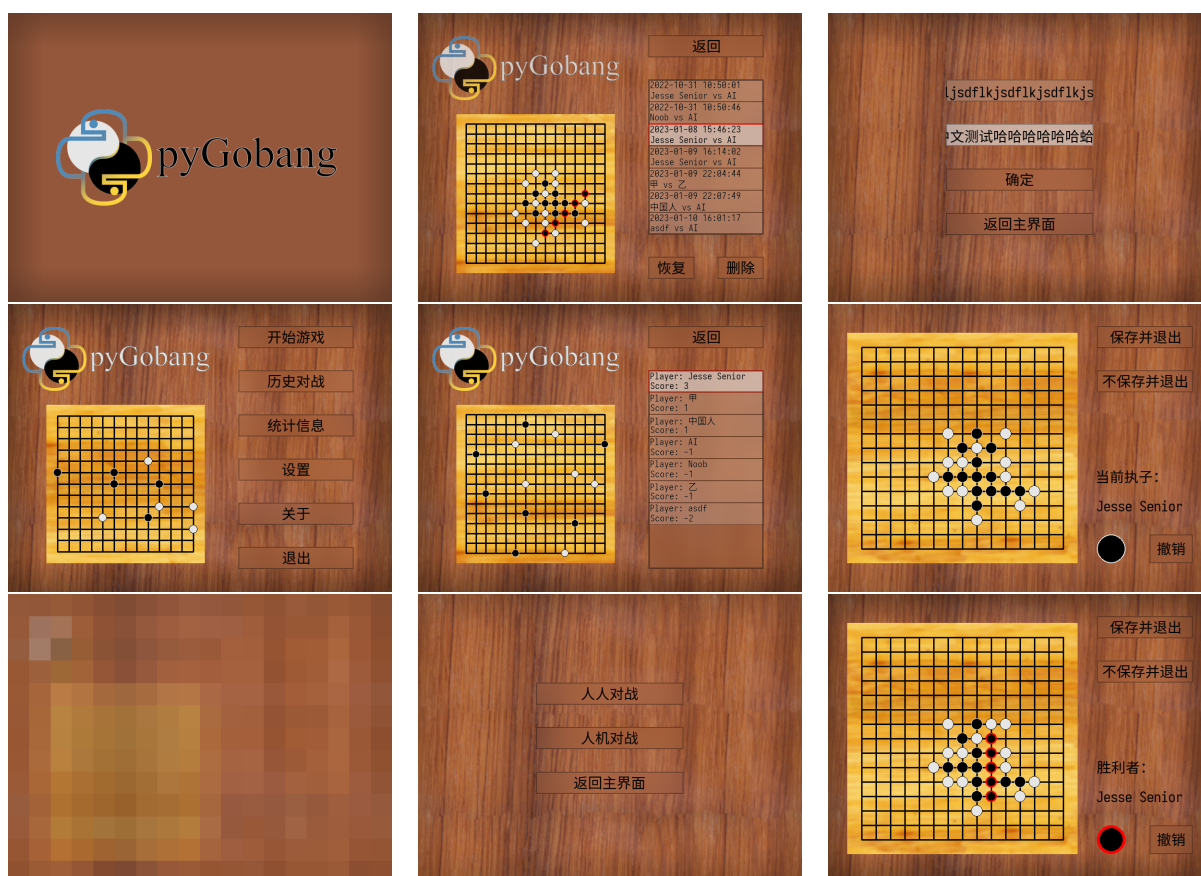 pyGobang
pyGobang
返回
2022-10-31 10:50:01
Jesse Senior vs AI
2022-10-31 10:50:46
Noob vs AI
2023-01-08 15:46:23
Jesse Senior vs AI
2023-01-09 16:14:02
Jesse Senior vs AI
2023-01-09 22:04:44
甲 vs 乙
2023-01-09 22:07:49
中国人 vs AI
2023-01-10 16:01:17
asdf vs AI
恢复 删除
ljsdflkjsdflkjsdflkjs
文测试哈哈哈哈哈哈蛤
确定
返回主界面
pyGobang
开始游戏
历史对战
统计信息
设置
关于
退出
pyGobang
返回
Player: Jesse Senior
Score: 3
Player: 甲
Score: 1
Player: 中国人
Score: 1
Player: AI
Score: -1
Player: Noob
Score: -1
Player: 乙
Score: -1
Player: asdf
Score: -2
保存并退出
不保存并退出
当前执子:
Jesse Senior
撤销
人人对战
人机对战
返回主界面
保存并退出
不保存并退出
胜利者:
Jesse Senior
撤销